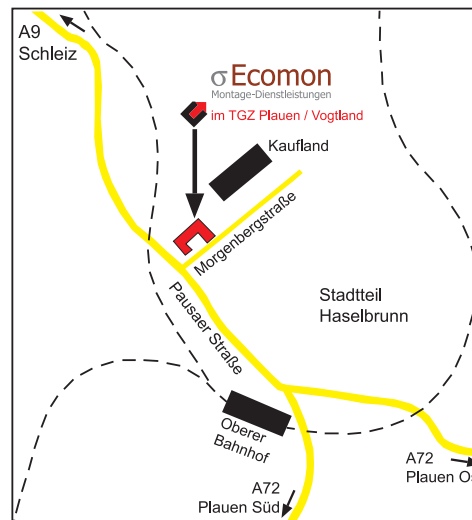 A9
Schleiz
σEcomon
Montage-Dienstleistungen
im TGZ Plauen / Vogtland
Kaufland
Morgenbergstraße
Pausaer Straße
Stadtteil
Haselbrunn
Oberer
Bahnhof
A72
Plauen Os
A72
Plauen Süd